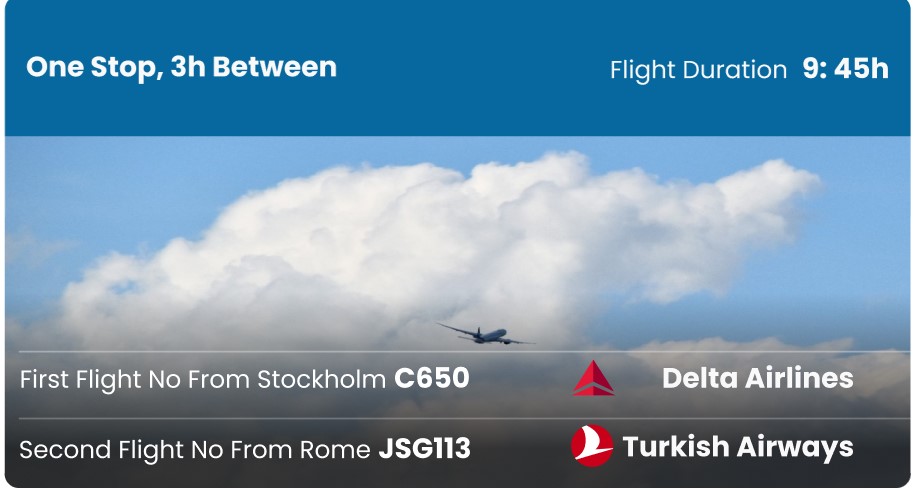 One Stop, 3h Between
Flight Duration 9: 45h
First Flight No From Stockholm C650
Delta Airlines
Second Flight No From Rome JSG113
Turkish Airways